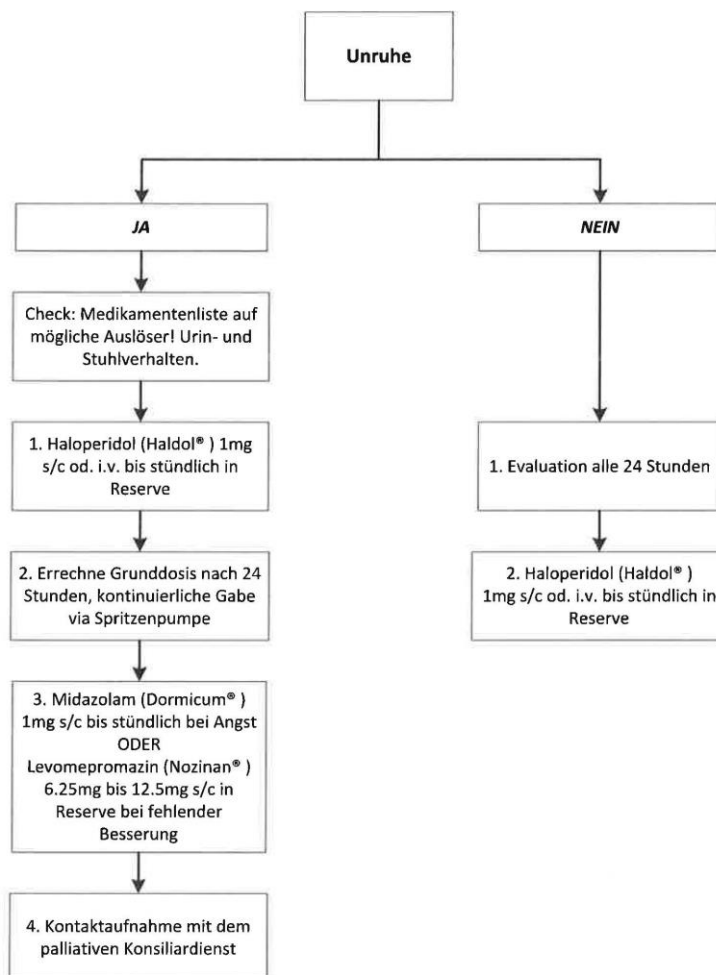 Unruhe
JA
NEIN
Check: Medikamentenliste auf
mögliche Auslöser! Urin- und
Stuhlverhalten.
1. Haloperidol (Haldol® ) 1mg
s/c od. i.v. bis stündlich in
Reserve
2. Errechne Grunddosis nach 24
Stunden, kontinuierliche Gabe
via Spritzenpumpe
3. Midazolam (Dormicum® )
1mg s/c bis stündlich bei Angst
ODER
Levomepromazin (Nozinan® )
6.25mg bis 12.5mg s/c in
Reserve bei fehlender
Besserung
4. Kontaktaufnahme mit dem
palliativen Konsiliardienst
1. Evaluation alle 24 Stunden
2. Haloperidol (Haldol® )
1mg s/c od. i.v. bis stündlich in
Reserve